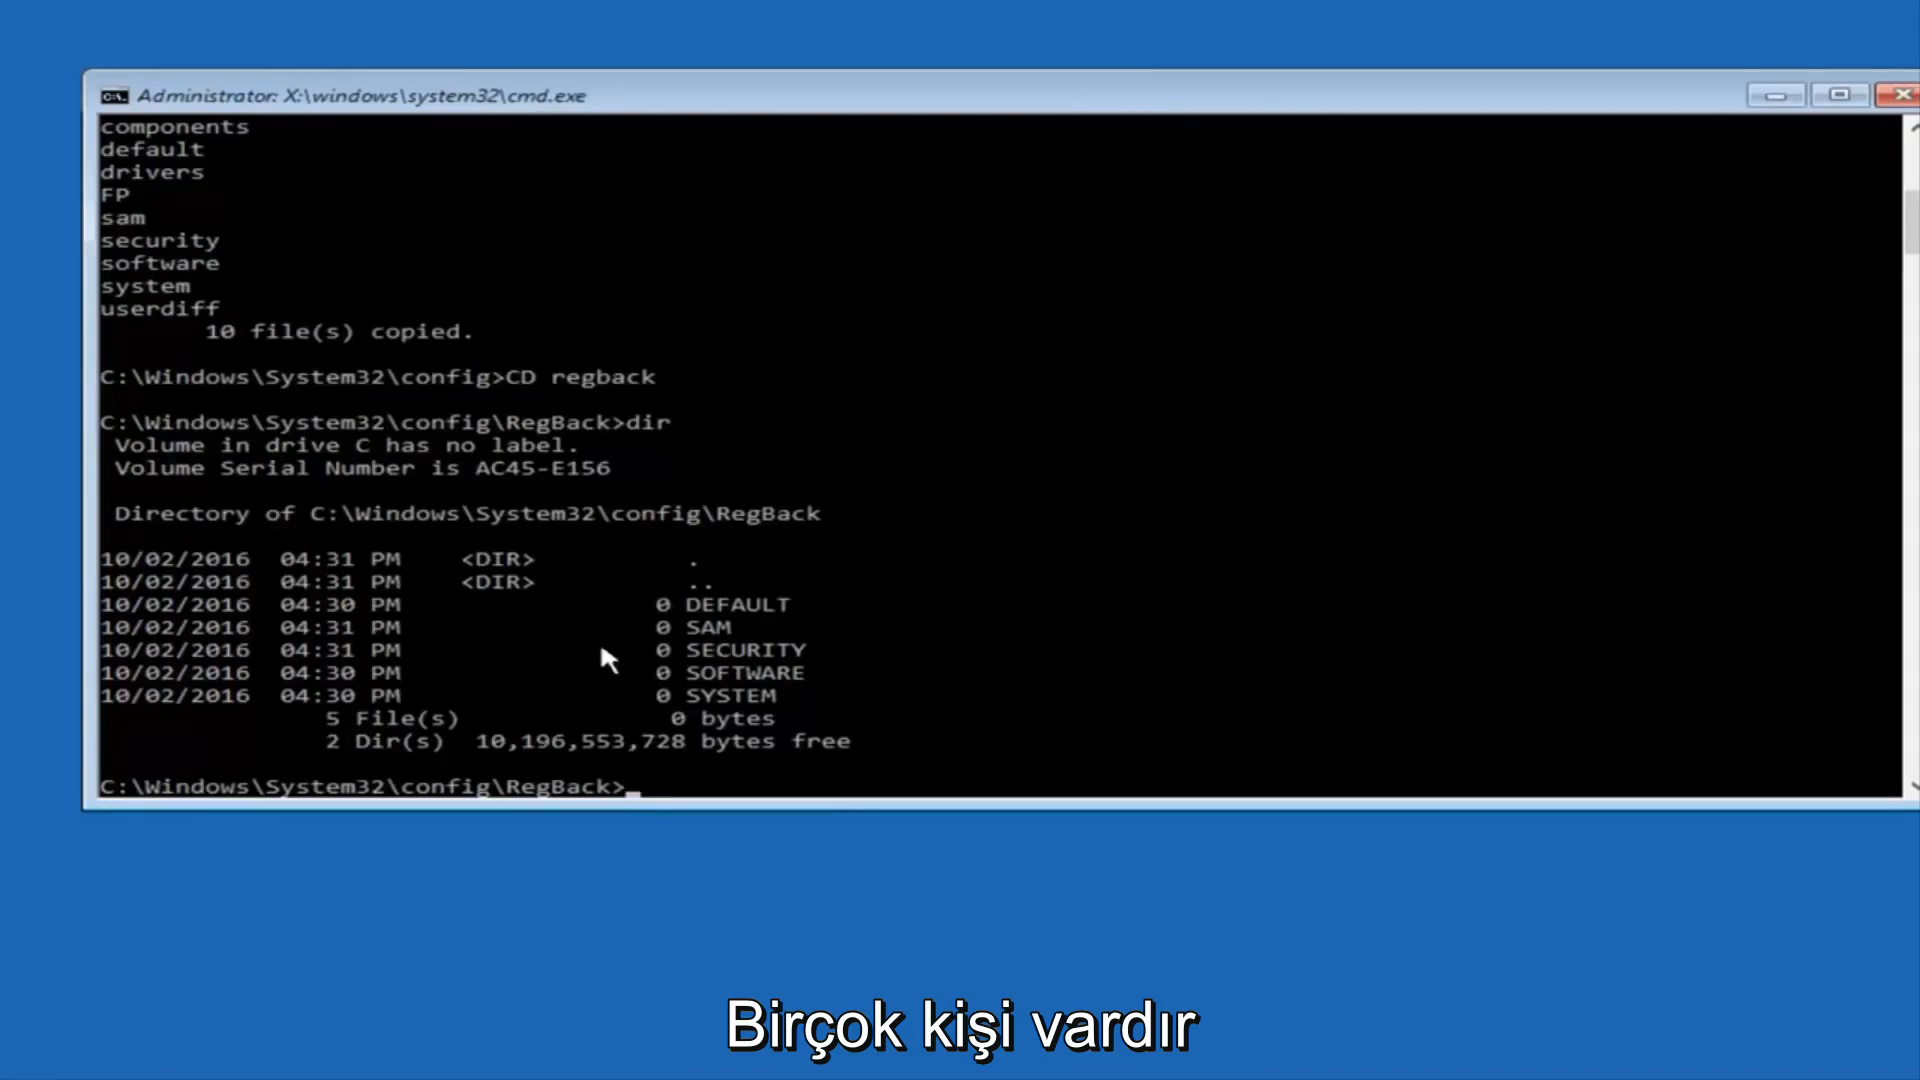 Administrator: X:\windows\system32\cmd.exe
components
default
drivers
FP
sam
security
software
system
userdiff
10 file(s) copied.
C:\Windows\System32\config>CD regback
C:\Windows\System32\config\RegBack>dir
Volume in drive C has no label.
Volume Serial Number is AC45-E156
Directory of C:\Windows\System32\config\RegBack
10/02/2016 04:31 PM <DIR> .
10/02/2016 04:31 PM <DIR> ..
10/02/2016 04:30 PM 0 DEFAULT
10/02/2016 04:31 PM 0 SAM
10/02/2016 04:31 PM 0 SECURITY
10/02/2016 04:30 PM 0 SOFTWARE
10/02/2016 04:30 PM 0 SYSTEM
5 File(s) 0 bytes
2 Dir(s) 10,196,553,728 bytes free
C:\Windows\System32\config\RegBack>_
Birçok kişi vardır